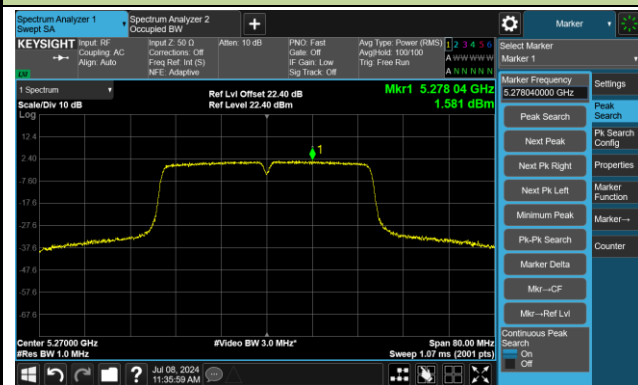 Spectrum Analyzer 1
Swept SA
Spectrum Analyzer 2
Occupied BW
Marker
KEYSIGHT
Input: RF
Coupling: AC
Align: Auto
Input Z: 50 Ω
Corrections: Off
Freq Ref: Int (S)
NFE: Adaptive
Atten: 10 dB
PNO: Fast
Gate: Off
IF Gain: Low
Sig Track: Off
Avg Type: Power (RMS)
Avg|Hold: 100/100
Trig: Free Run
1 2 3 4 5 6
A W W W W W
A N N N N N
Select Marker
Marker 1
1 Spectrum
Scale/Div 10 dB
Log
Ref Lvl Offset 22.40 dB
Ref Level 22.40 dBm
Mkr1 5.278 04 GHz
1.581 dBm
12.4
2.40
-7.60
-17.6
-27.6
-37.6
-47.6
-57.6
-67.6
1
Center 5.27000 GHz
#Res BW 1.0 MHz
#Video BW 3.0 MHz*
Span 80.00 MHz
Sweep 1.07 ms (2001 pts)
Marker Frequency
5.278040000 GHz
Peak Search
Next Peak
Next Pk Right
Next Pk Left
Minimum Peak
Pk-Pk Search
Marker Delta
Mkr→CF
Mkr→Ref Lvl
Continuous Peak
Search
On
Off
Settings
Peak
Search
Pk Search
Config
Properties
Marker
Function
Marker→
Counter
Jul 08, 2024
11:35:59 AM